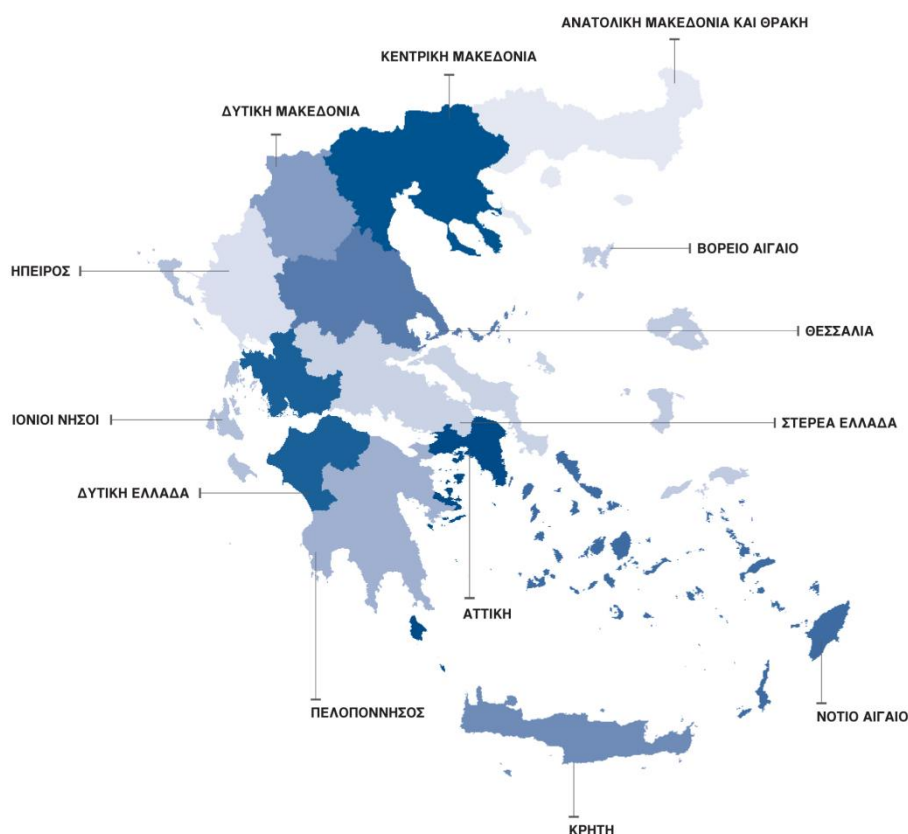 ΑΝΑΤΟΛΙΚΗ ΜΑΚΕΔΟΝΙΑ ΚΑΙ ΘΡΑΚΗ
ΚΕΝΤΡΙΚΗ ΜΑΚΕΔΟΝΙΑ
ΔΥΤΙΚΗ ΜΑΚΕΔΟΝΙΑ
ΒΟΡΕΙΟ ΑΙΓΑΙΟ
ΗΠΕΙΡΟΣ
ΘΕΣΣΑΛΙΑ
ΙΟΝΙΟΙ ΝΗΣΟΙ
ΣΤΕΡΕΑ ΕΛΛΑΔΑ
ΔΥΤΙΚΗ ΕΛΛΑΔΑ
ΑΤΤΙΚΗ
ΠΕΛΟΠΟΝΝΗΣΟΣ
ΝΟΤΙΟ ΑΙΓΑΙΟ
ΚΡΗΤΗ